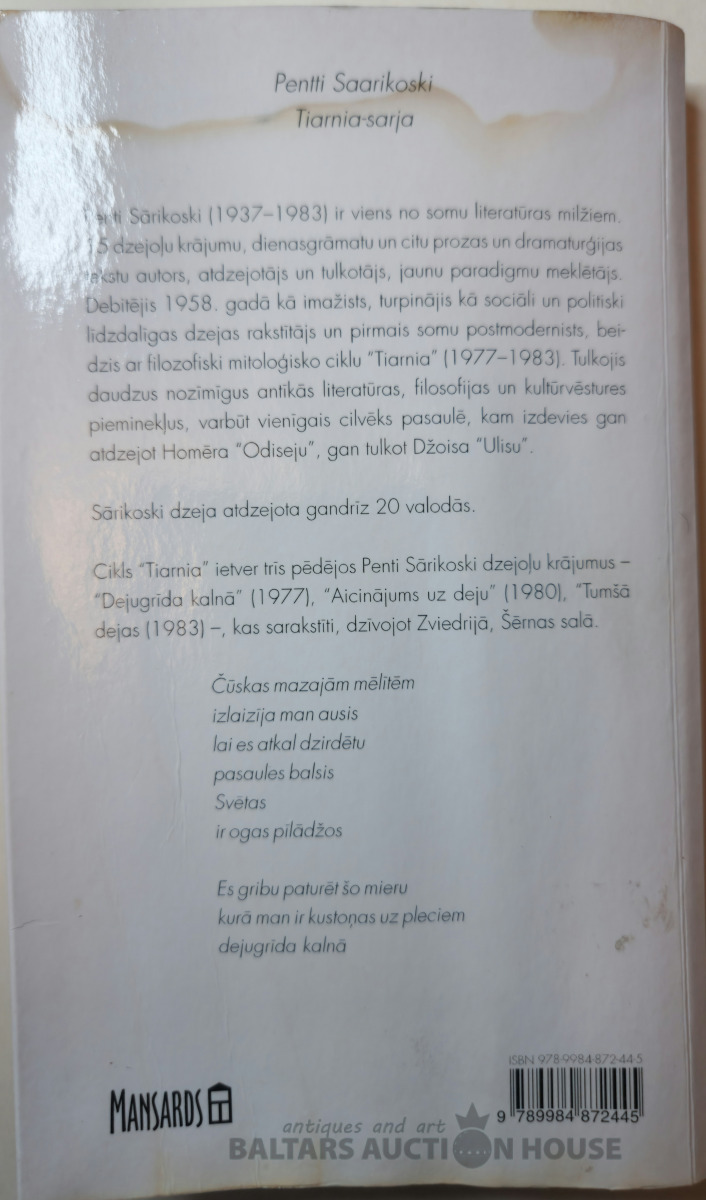 Pentti Saarikoski
Tiarnia-sarja
Penti Sārikoski (1937–1983) ir viens no somu literatūras milžiem.
15 dzejoļu krājumu, dienasgrāmatu un citu prozas un dramaturģijas
tekstu autors, atdzejotājs un tulkotājs, jaunu paradigmu meklētājs.
Debitējis 1958. gadā kā imažists, turpinājis kā sociāli un politiski
līdzdalīgas dzejas rakstītājs un pirmais somu postmodernists, bei-
dzis ar filozofiski mitoloģisko ciklu "Tiarnia" (1977–1983). Tulkojis
daudzus nozīmīgus antīkās literatūras, filosofijas un kultūrvēstures
pieminekļus, varbūt vienīgais cilvēks pasaulē, kam izdevies gan
atdzejot Homēra "Odiseju", gan tulkot Džoisa "Ulisu".
Sārikoski dzeja atdzejota gandrīz 20 valodās.
Cikls "Tiarnia" ietver trīs pēdējos Penti Sārikoski dzejoļu krājumus –
"Dejugrīda kalnā" (1977), "Aicinājums uz deju" (1980), "Tumšā
dejas (1983) –, kas sarakstīti, dzīvojot Zviedrijā, Šērnas salā.
Čūskas mazajām mēlītēm
izlaizīja man ausis
lai es atkal dzirdētu
pasaules balsis
Svētas
ir ogas pīlādžos
Es gribu paturēt šo mieru
kurā man ir kustoņas uz pleciem
dejugrīda kalnā
ISBN 978-9984-872-44-5
9 789984 872445
MANSARDS
antiques and art
BALTARS AUCTION HOUSE